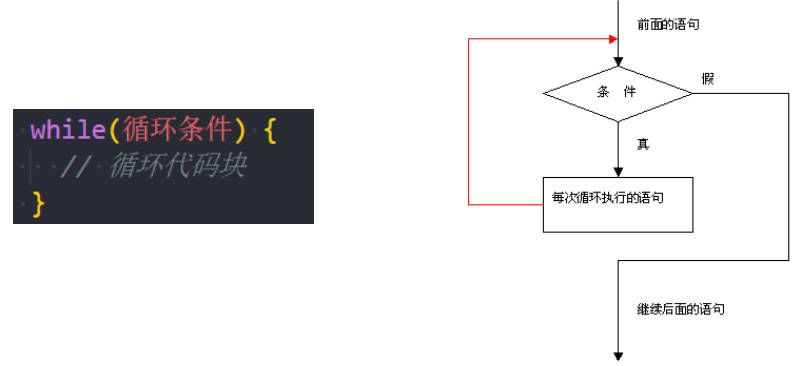 while(循环条件) {
// 循环代码块
}
前面的语句
条 件
假
真
每次循环执行的语句
继续后面的语句